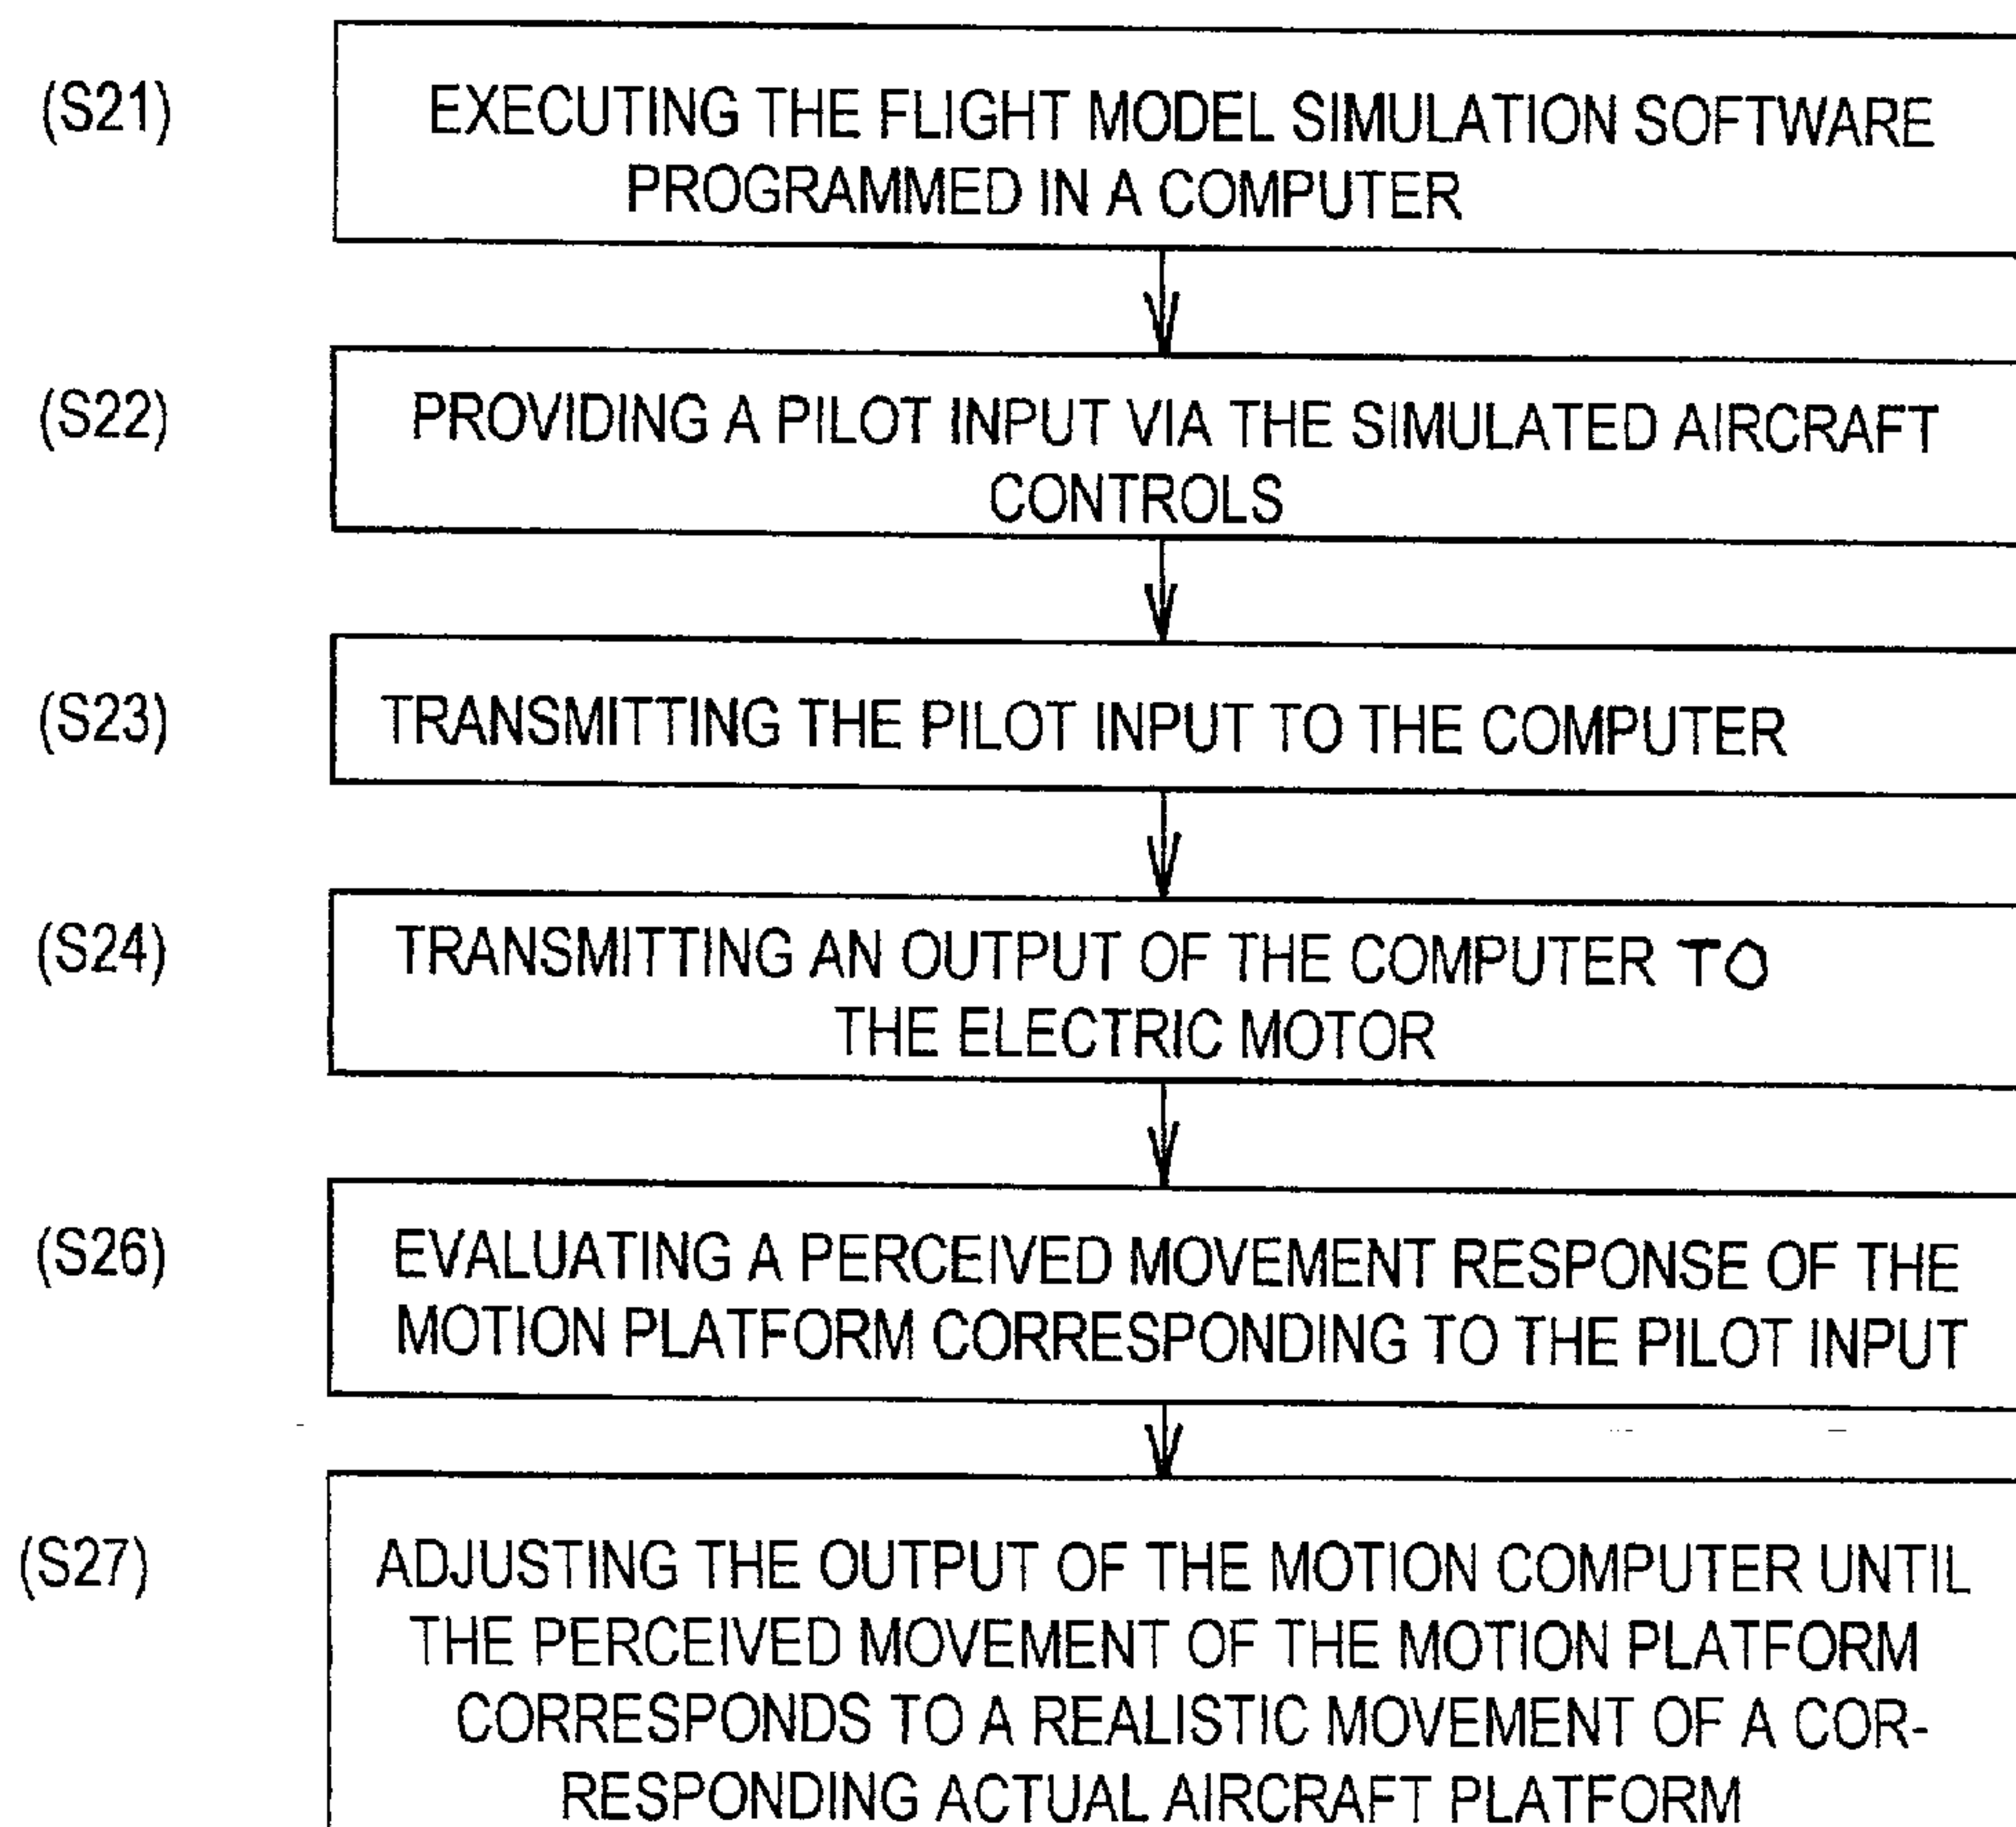 (S21)
EXECUTING THE FLIGHT MODEL SIMULATION SOFTWARE
PROGRAMMED IN A COMPUTER
(S22)
PROVIDING A PILOT INPUT VIA THE SIMULATED AIRCRAFT
CONTROLS
(S23)
TRANSMITTING THE PILOT INPUT TO THE COMPUTER
(S24)
TRANSMITTING AN OUTPUT OF THE COMPUTER TO
THE ELECTRIC MOTOR
(S26)
EVALUATING A PERCEIVED MOVEMENT RESPONSE OF THE
MOTION PLATFORM CORRESPONDING TO THE PILOT INPUT
(S27)
ADJUSTING THE OUTPUT OF THE MOTION COMPUTER UNTIL
THE PERCEIVED MOVEMENT OF THE MOTION PLATFORM
CORRESPONDS TO A REALISTIC MOVEMENT OF A COR-
RESPONDING ACTUAL AIRCRAFT PLATFORM